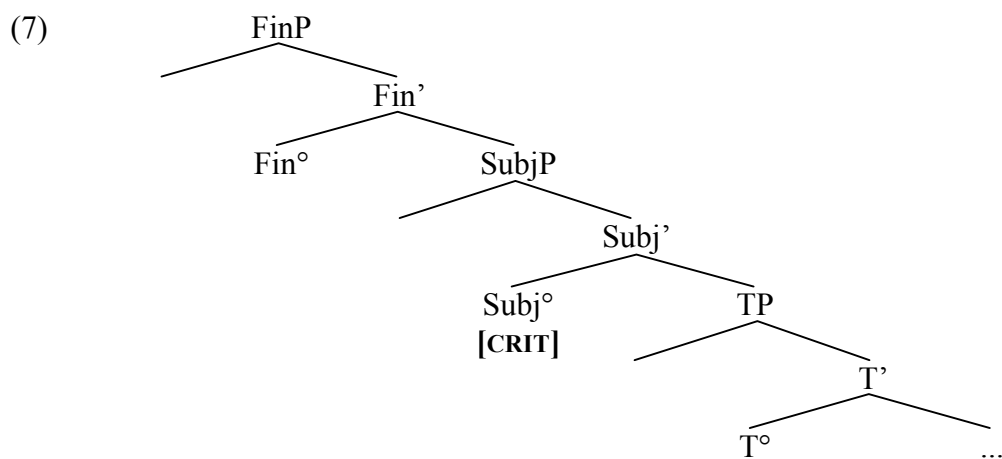 (7) FinP
Fin’
Fin° SubjP
Subj’
Subj° TP
[CRIT]
T’
T° ...